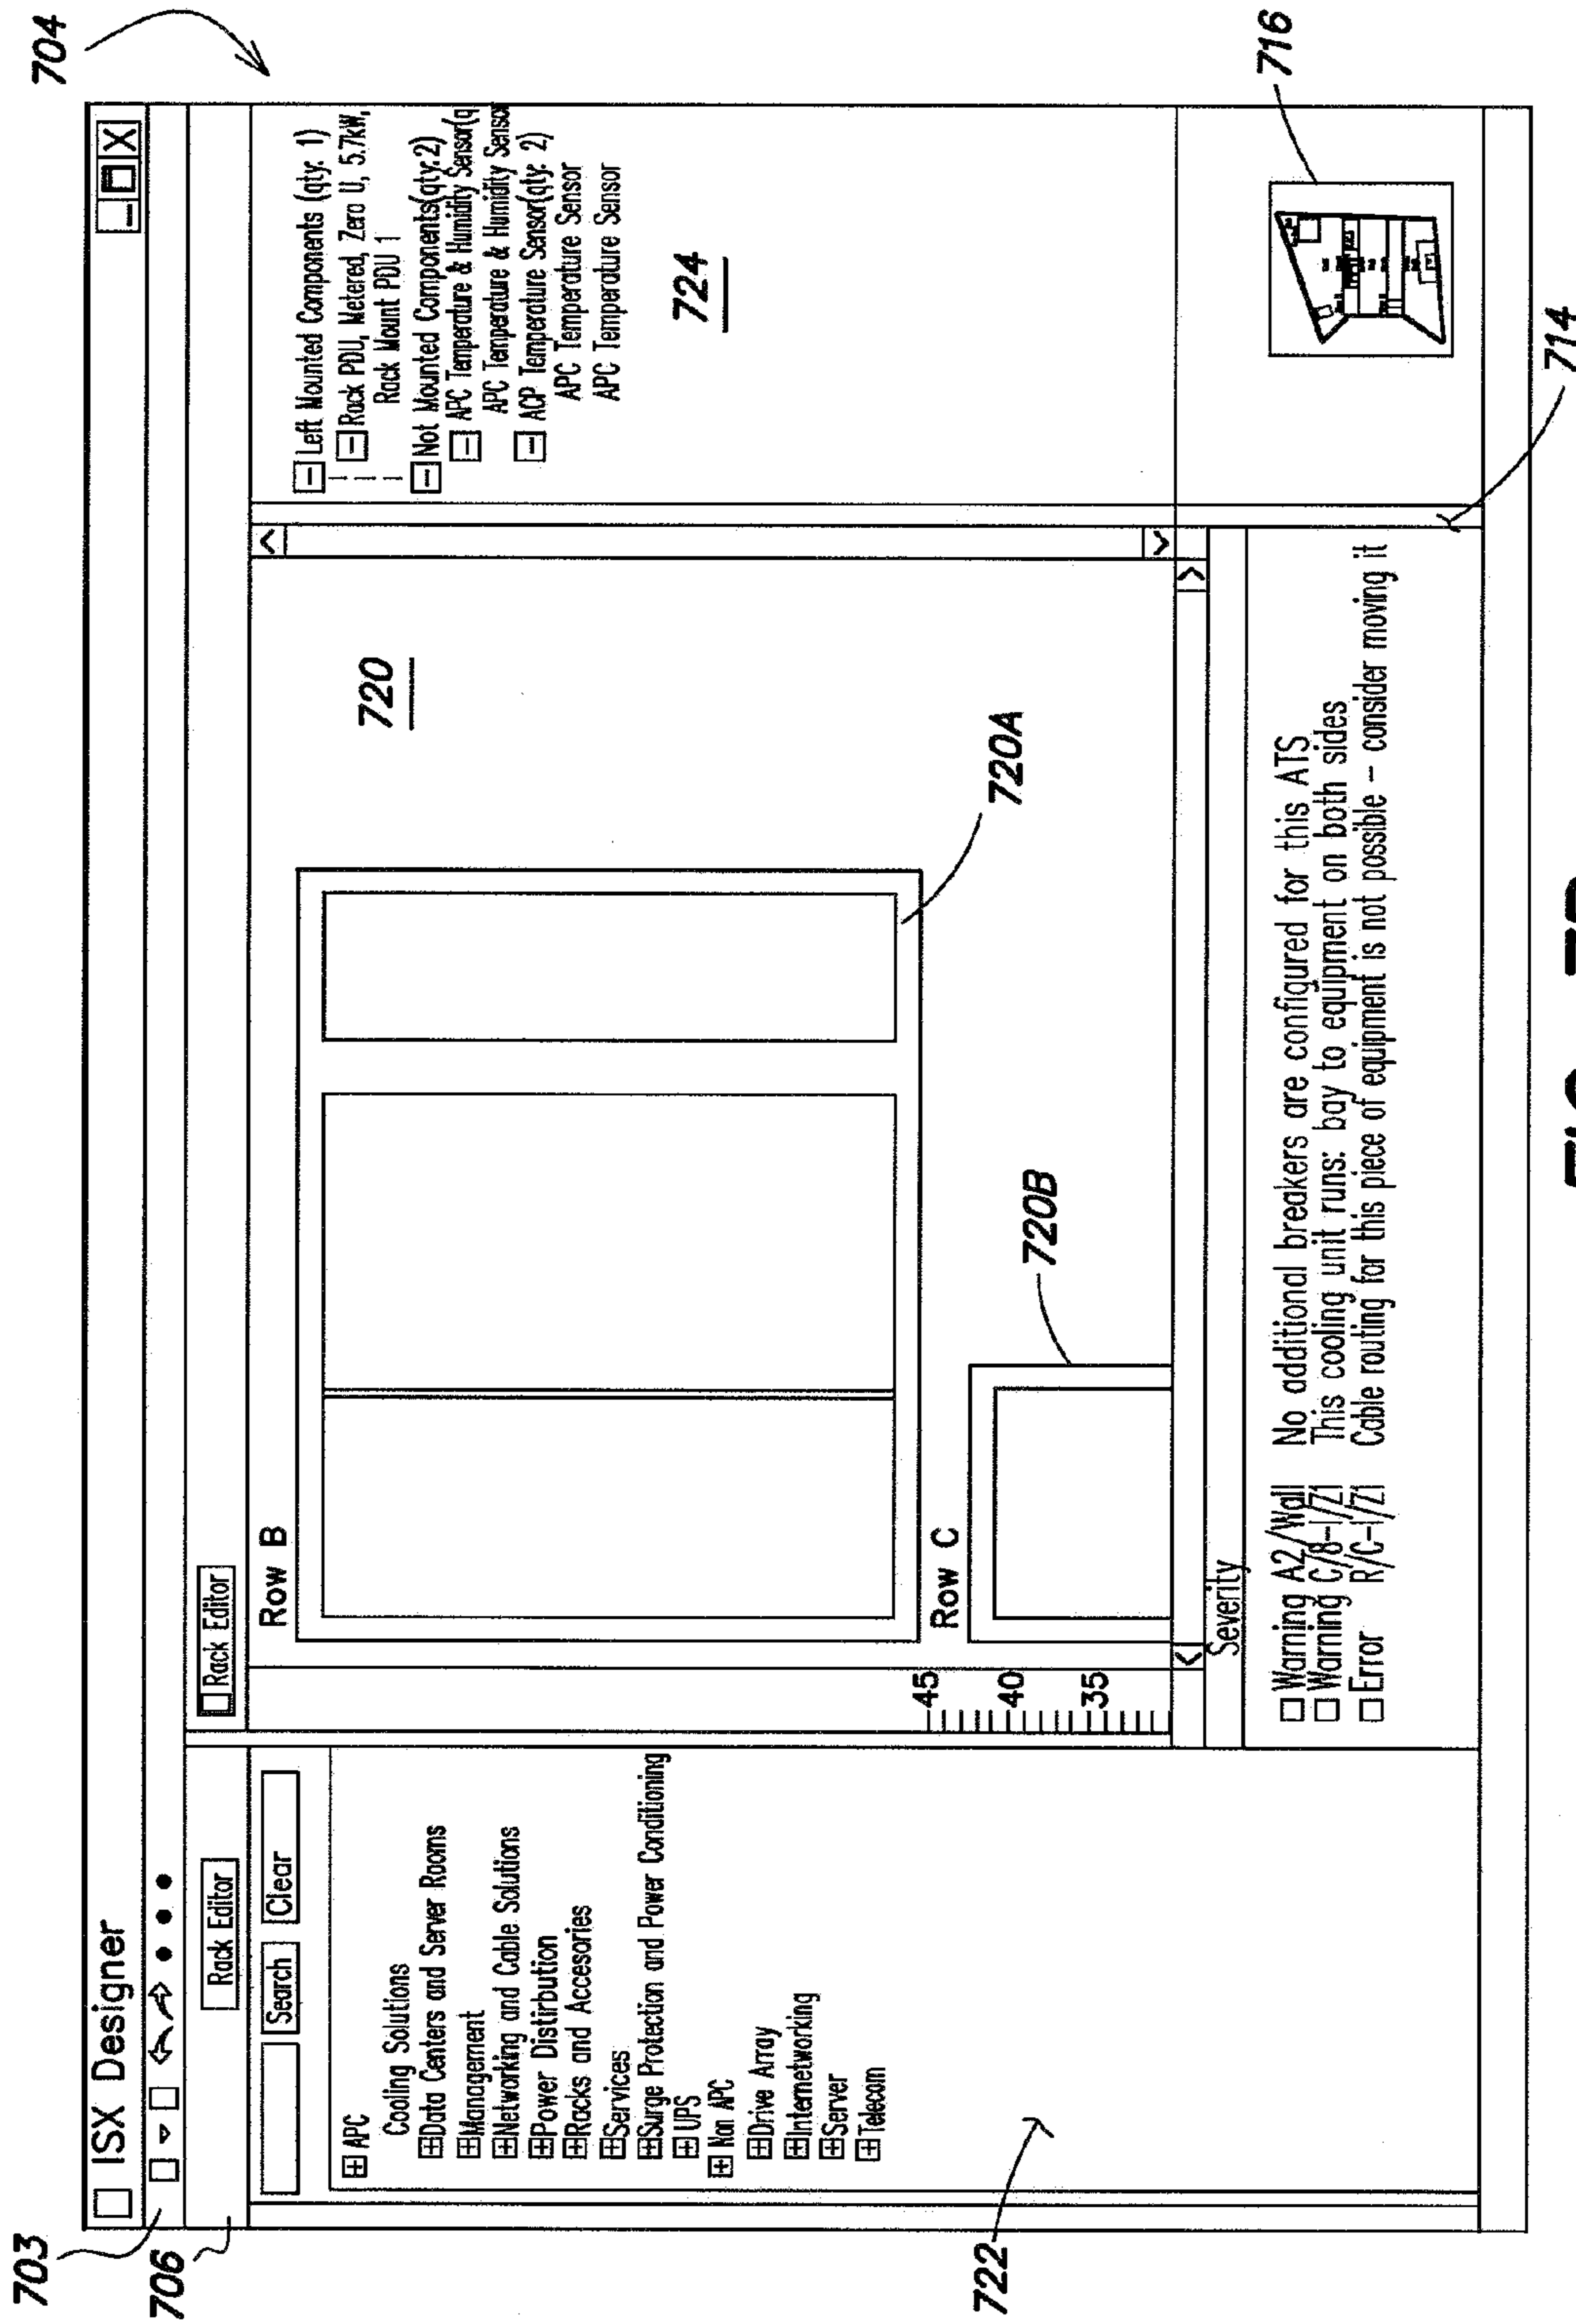 704
703
ISX Designer
706
Rack Editor
Rack Editor
Search
Clear
APC
Cooling Solutions
Data Centers and Server Rooms
Management
Networking and Cable Solutions
Power Distirbution
Racks and Accesories
Services
Surge Protection and Power Conditioning
UPS
Non APC
Drive Array
Internetworking
Server
Telecom
722
Row B
720
720A
Row C
720B
45
40
35
Left Mounted Components (qty: 1)
Rack PDU, Metered, Zero U, 5.7kW,
Rack Mount PDU 1
Not Mounted Components(qty:2)
APC Temperature & Humidity Sensor(q
APC Temperature & Humidity Sensor
ACP Temperature Sensor(qty: 2)
APC Temperature Sensor
APC Temperature Sensor
724
716
714
Severity
Warning A2/Wall No additional breakers are configured for this ATS
Warning C/8-1/Z1 This cooling unit runs: bay to equipment on both sides
Error R/C-1/Z1 Cable routing for this piece of equipment is not possible – consider moving it